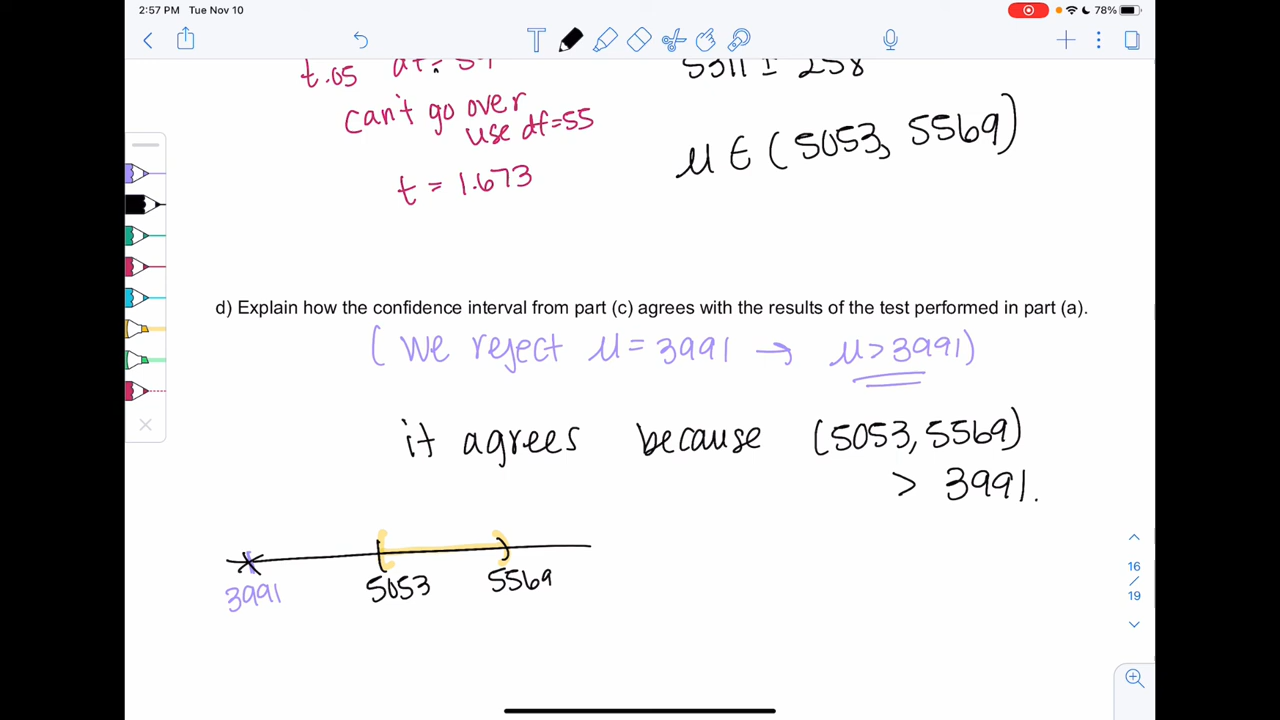 2:57 PM Tue Nov 10
78%
t.05
5311 ± 258
can't go over
use df=55
t = 1.673
μ ∈ (5053, 5569)
d) Explain how the confidence interval from part (c) agrees with the results of the test performed in part (a).
(We reject μ = 3991 → μ > 3991)
it agrees because (5053, 5569)
> 3991.
3991
5053
5569
16
/
19